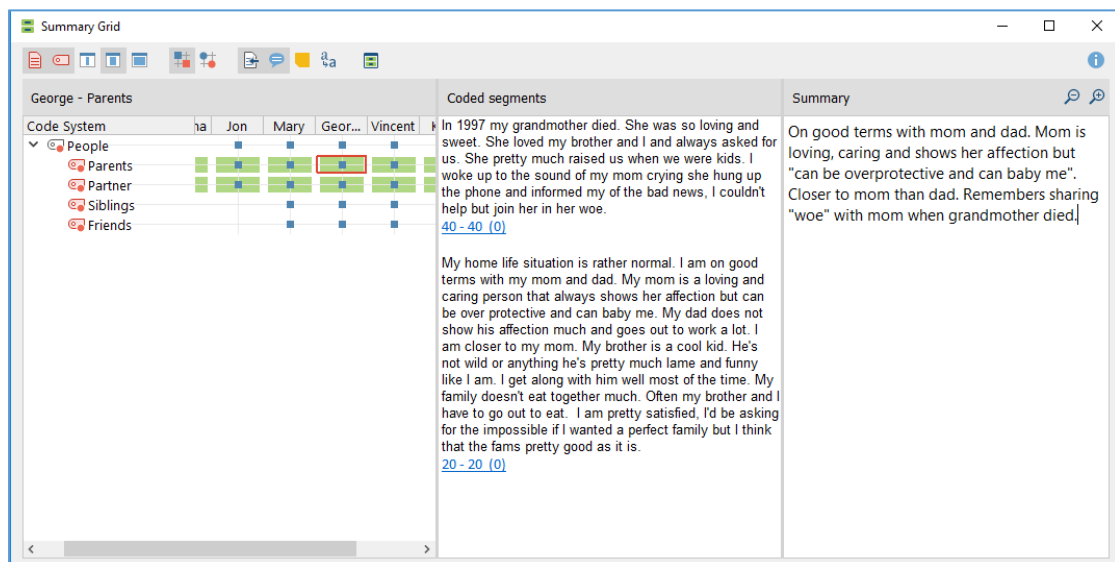 Summary Grid
a
a
George - Parents
Coded segments
Summary
Code System
na Jon Mary Geor... Vincent
People
Parents
Partner
Siblings
Friends
In 1997 my grandmother died. She was so loving and
sweet. She loved my brother and I and always asked for
us. She pretty much raised us when we were kids. I
woke up to the sound of my mom crying she hung up
the phone and informed my of the bad news, I couldn't
help but join her in her woe.
40 - 40 (0)
My home life situation is rather normal. I am on good
terms with my mom and dad. My mom is a loving and
caring person that always shows her affection but can
be over protective and can baby me. My dad does not
show his affection much and goes out to work a lot. I
am closer to my mom. My brother is a cool kid. He's
not wild or anything he's pretty much lame and funny
like I am. I get along with him well most of the time. My
family doesn't eat together much. Often my brother and I
have to go out to eat. I am pretty satisfied, I'd be asking
for the impossible if I wanted a perfect family but I think
that the fams pretty good as it is.
20 - 20 (0)
On good terms with mom and dad. Mom is
loving, caring and shows her affection but
"can be overprotective and can baby me".
Closer to mom than dad. Remembers sharing
"woe" with mom when grandmother died.